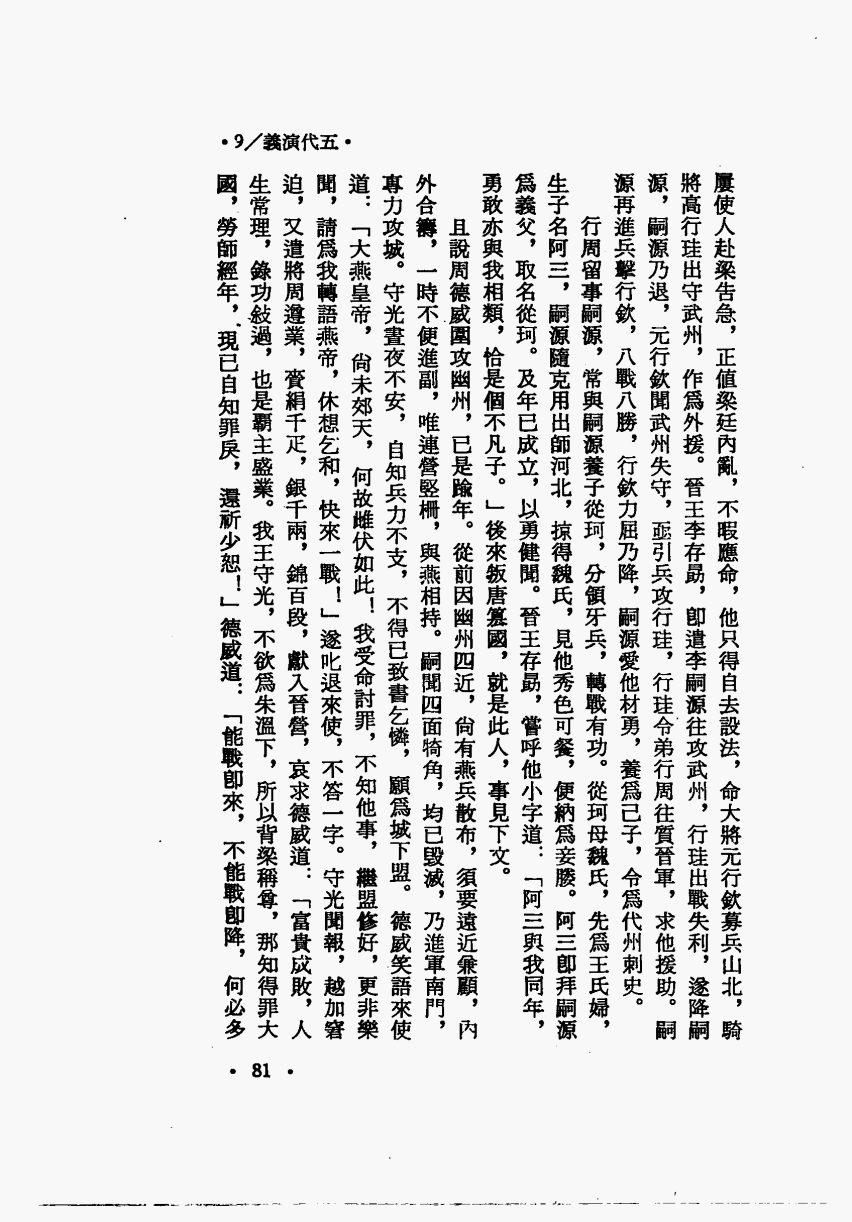 •9／義演代五•
屢使人赴梁告急，正值梁廷內亂，不暇應命，他只得自去設法，命大將元行欽募兵山北，騎
將高行珪出守武州，作爲外援。晉王李存勗，卽遣李嗣源往攻武州，行珪出戰失利，遂降嗣
源，嗣源乃退，元行欽聞武州失守，亟引兵攻行珪，行珪令弟行周往質晉軍，求他援助。嗣
源再進兵擊行欽，八戰八勝，行欽力屈乃降，嗣源愛他材勇，養爲己子，令爲代州刺史。
行周留事嗣源，常與嗣源養子從珂，分領牙兵，轉戰有功。從珂母魏氏，先爲王氏婦，
生子名阿三，嗣源隨克用出師河北，掠得魏氏，見他秀色可餐，便納爲妾媵。阿三卽拜嗣源
爲義父，取名從珂。及年已成立，以勇健聞。晉王存勗，嘗呼他小字道：「阿三與我同年，
勇敢亦與我相類，恰是個不凡子。」後來叛唐簒國，就是此人，事見下文。
且說周德威圍攻幽州，已是踰年。從前因幽州四近，尙有燕兵散布，須要遠近兼顧，內
外合籌，一時不便進副，唯連營堅柵，與燕相持。嗣聞四面犄角，均已毀滅，乃進軍南門，
專力攻城。守光晝夜不安，自知兵力不支，不得已致書乞憐，願爲城下盟。德威笑語來使
道：「大燕皇帝，尙未郊天，何故雌伏如此！我受命討罪，不知他事，繼盟修好，更非樂
聞，請爲我轉語燕帝，休想乞和，快來一戰！」遂叱退來使，不答一字。守光聞報，越加窘
迫，又遣將周遵業，賫絹千疋，銀千兩，錦百段，獻入晉營，哀求德威道：「富貴成敗，人
生常理，錄功敍過，也是霸主盛業。我王守光，不欲爲朱溫下，所以背梁稱尊，那知得罪大
國，勞師經年，現已自知罪戾，還祈少恕！」德威道：「能戰卽來，不能戰卽降，何必多
• 81 •